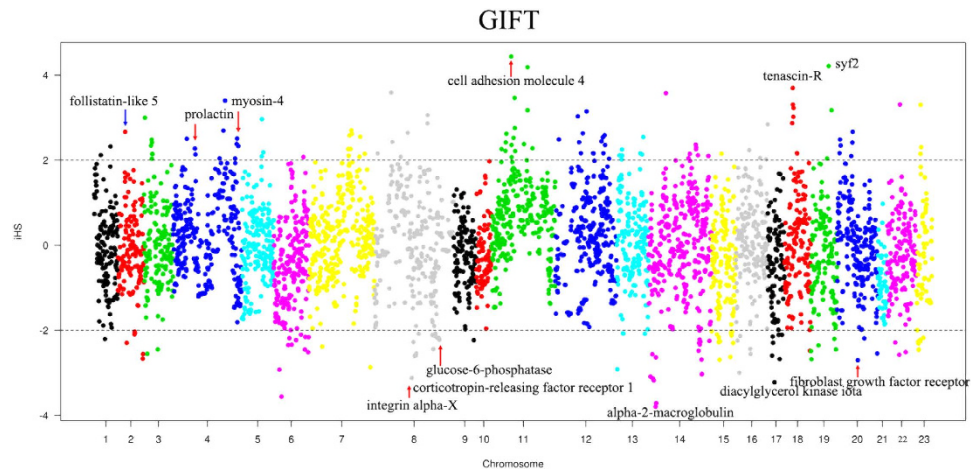 GIFT
iHS
4
2
0
-2
-4
cell adhesion molecule 4
tenascin-R
syf2
follistatin-like 5
prolactin
myosin-4
glucose-6-phosphatase
corticotropin-releasing factor receptor 1
integrin alpha-X
alpha-2-macroglobulin
diacylglycerol kinase iota
fibroblast growth factor receptor
1 2 3 4 5 6 7 8 9 10 11 12 13 14 15 16 17 18 19 20 21 22 23
Chromosome